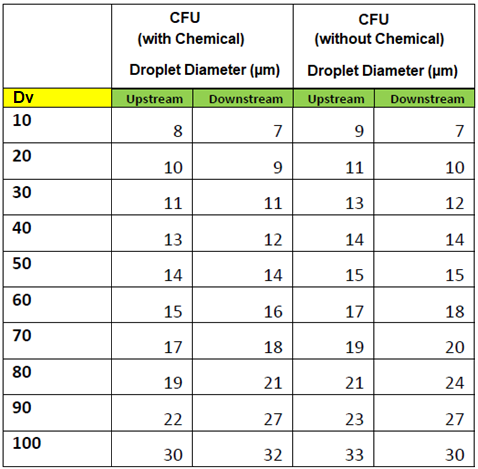 CFU CFU
(with Chemical) (without Chemical)
Droplet Diameter (µm) Droplet Diameter (µm)
Dv Upstream Downstream Upstream Downstream
10 8 7 9 7
20 10 9 11 10
30 11 11 13 12
40 13 12 14 14
50 14 14 15 15
60 15 16 17 18
70 17 18 19 20
80 19 21 21 24
90 22 27 23 27
100 30 32 33 30